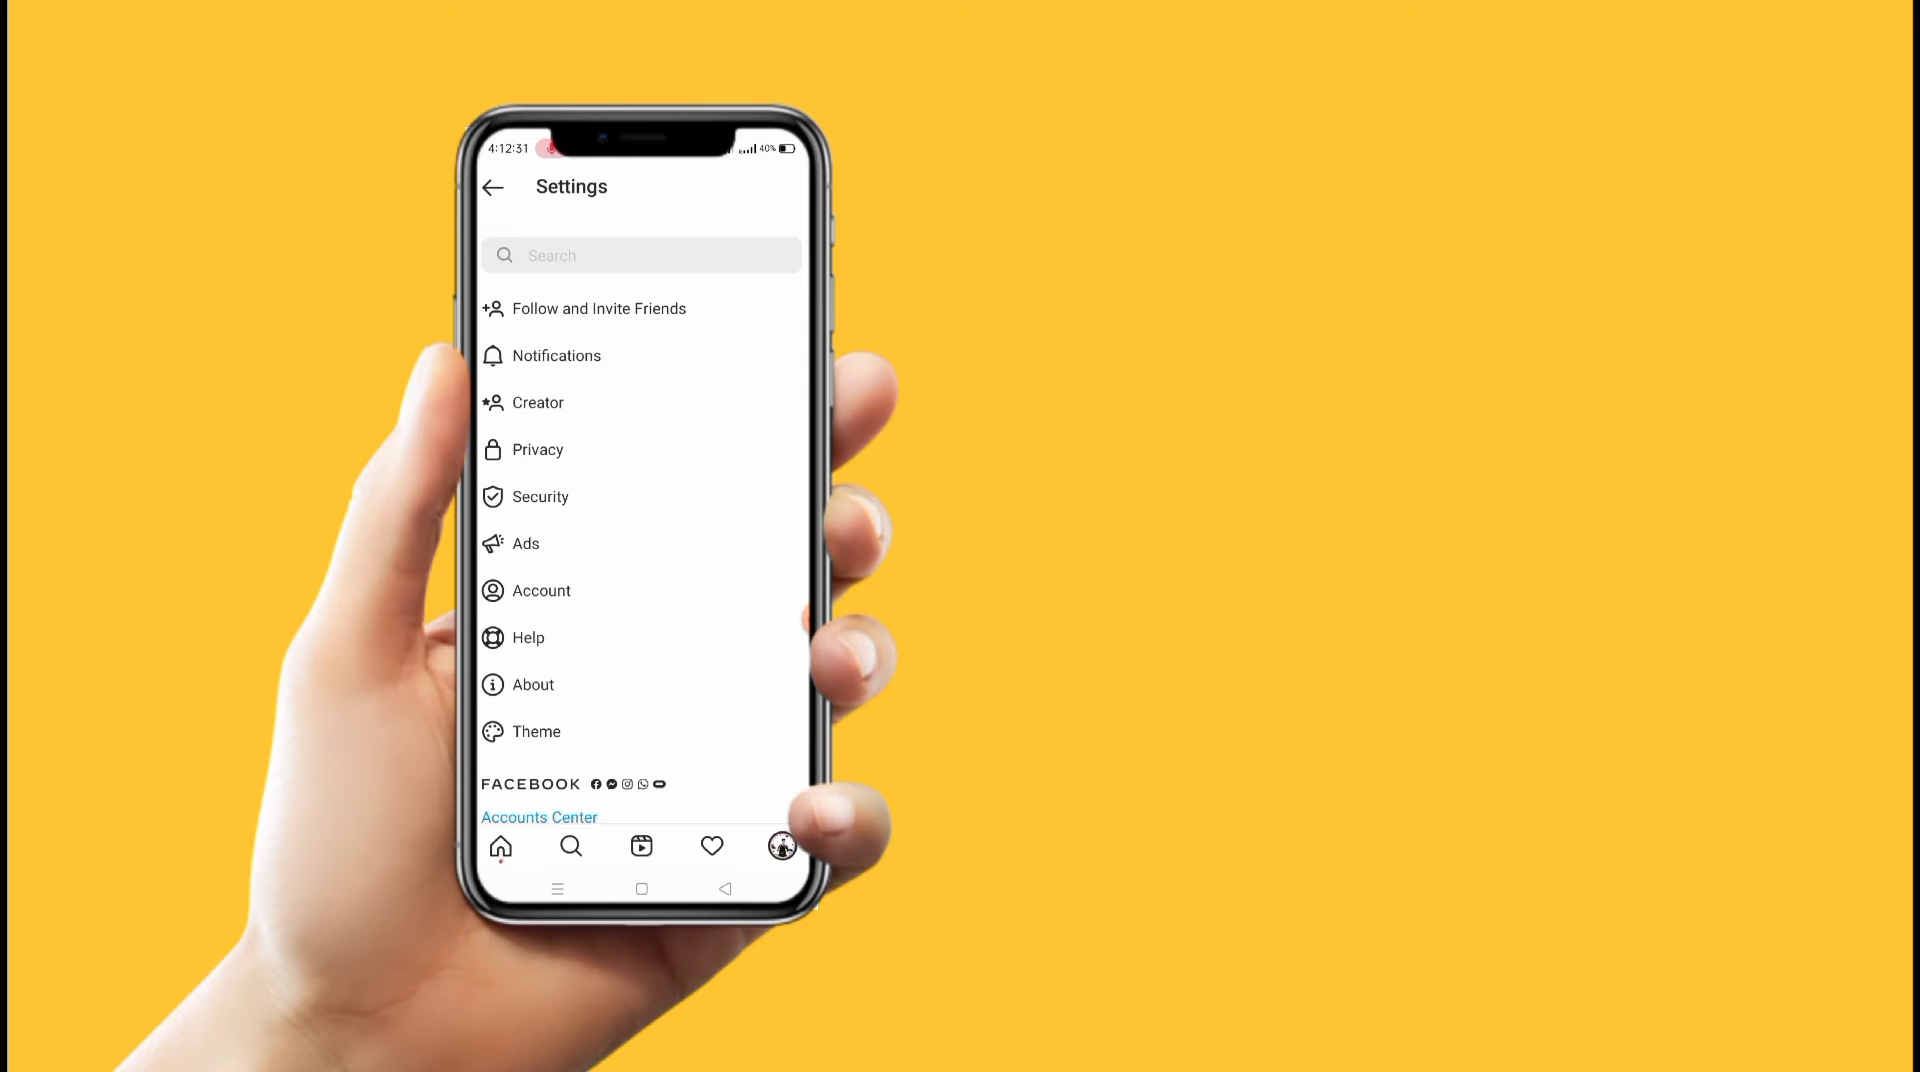 4:12:31
40%
Settings
Search
Follow and Invite Friends
Notifications
Creator
Privacy
Security
Ads
Account
Help
About
Theme
FACEBOOK
Accounts Center